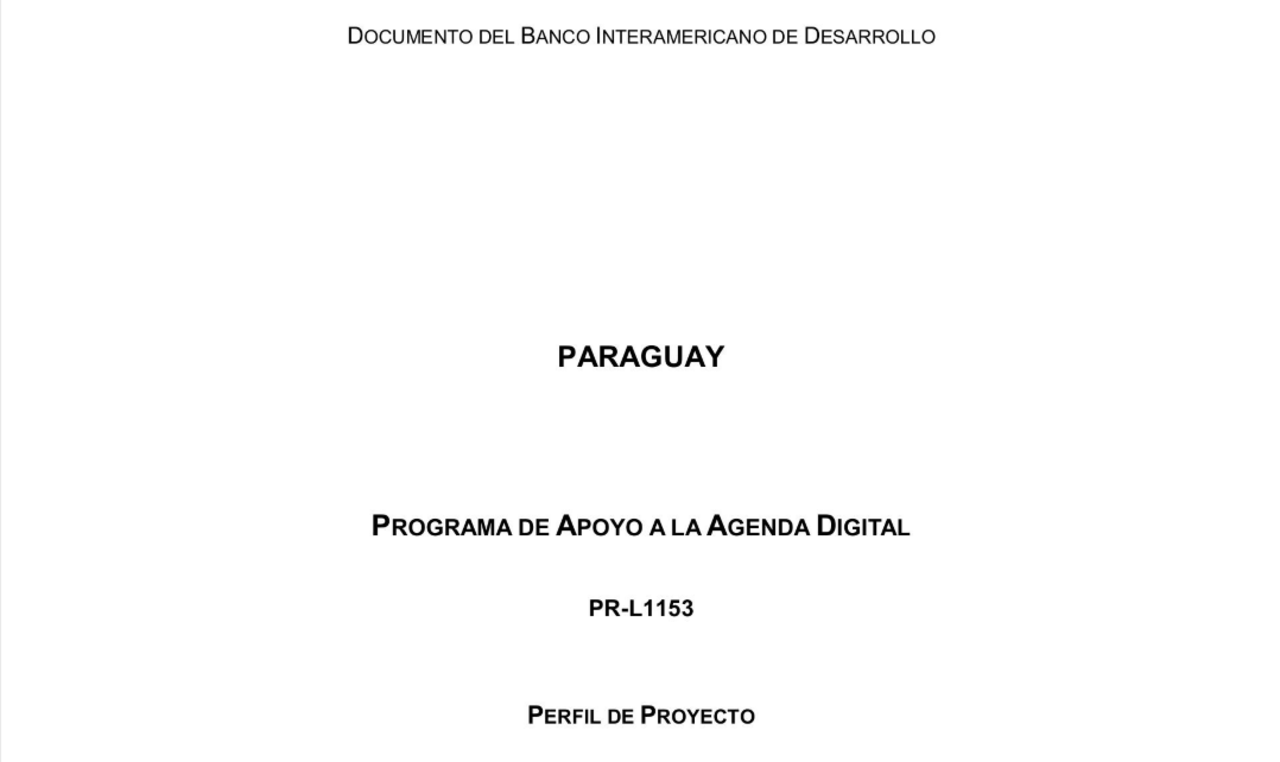 DOCUMENTO DEL BANCO INTERAMERICANO DE DESARROLLO
PARAGUAY
PROGRAMA DE APOYO A LA AGENDA DIGITAL
PR-L1153
PERFIL DE PROYECTO